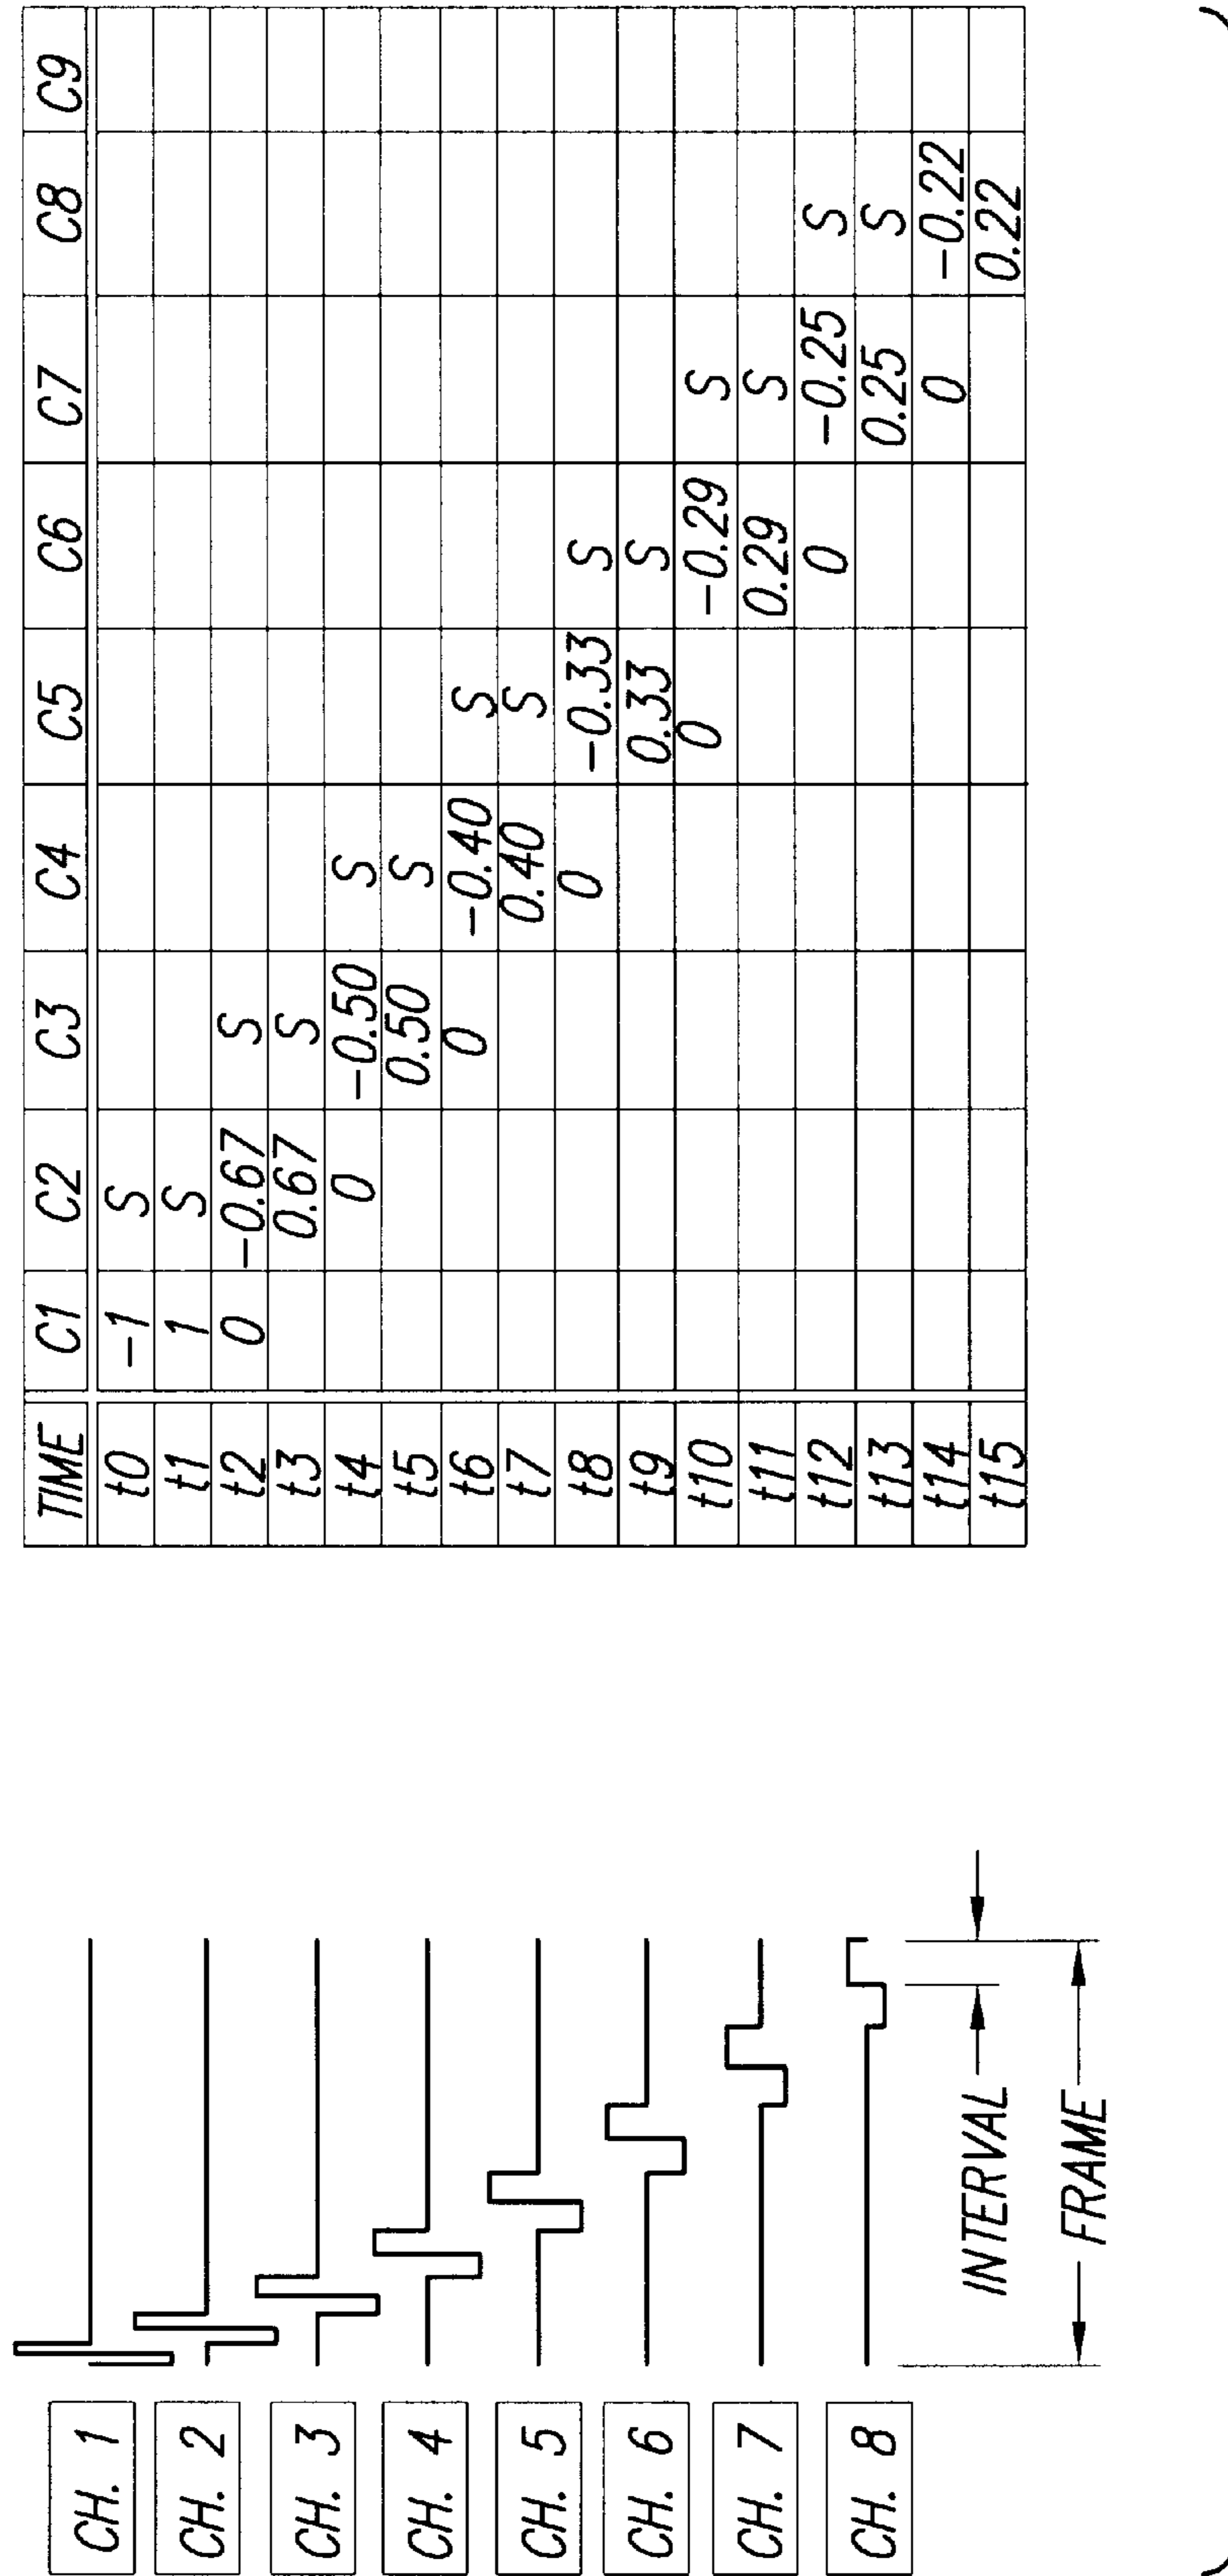 CH. 1
CH. 2
CH. 3
CH. 4
CH. 5
CH. 6
CH. 7
CH. 8
INTERVAL
FRAME
TIME C1 C2 C3 C4 C5 C6 C7 C8 C9
t0 -1 S
t1 1 S
t2 0 -0.67 S
t3 0.67 S
t4 0 -0.50 S
t5 0.50 S
t6 0 -0.40 S
t7 0.40 S
t8 0 -0.33 S
t9 0.33 S
t10 0 -0.29 S
t11 0.29 S
t12 0 -0.25 S
t13 0.25 S
t14 0 -0.22
t15 0.22